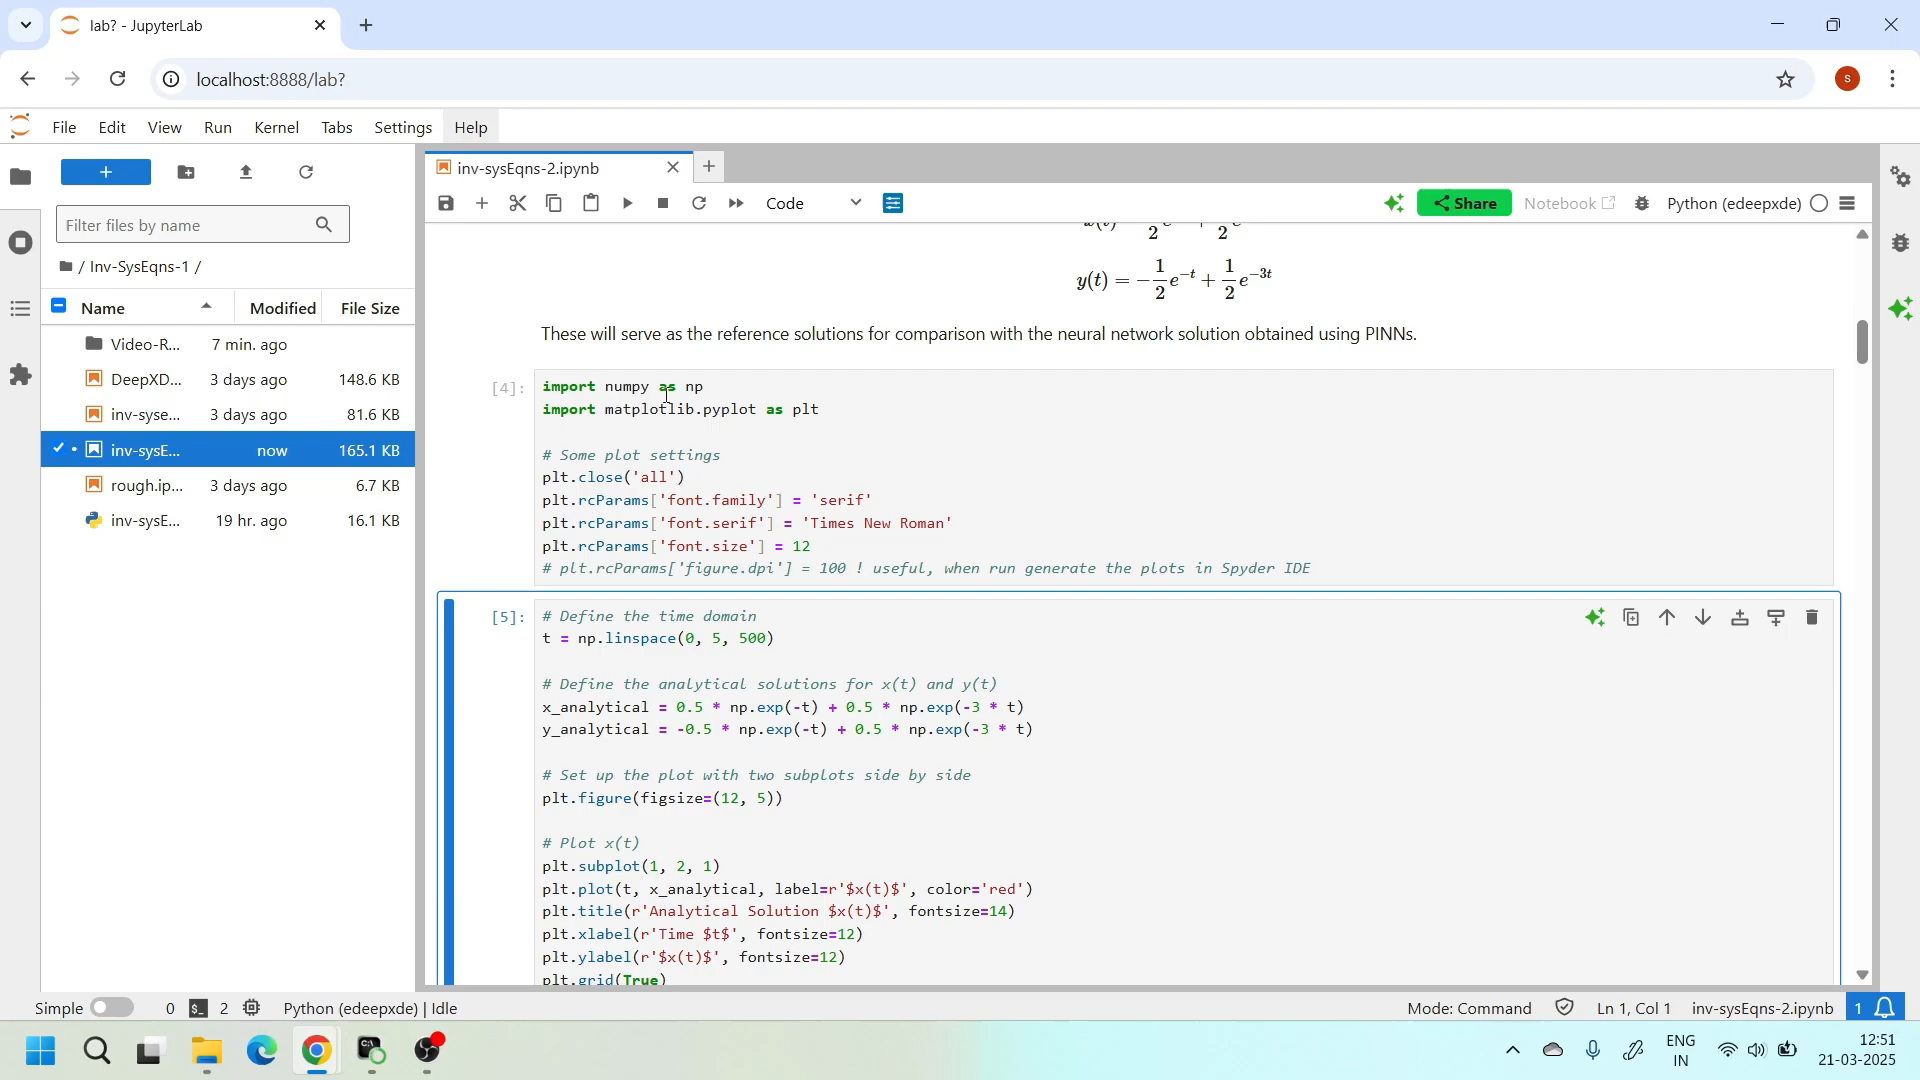 lab? - JupyterLab
localhost:8888/lab?
S
File Edit View Run Kernel Tabs Settings Help
inv-sysEqns-2.ipynb
Code
Share
Notebook
Python (edeepxde)
Filter files by name
/ Inv-SysEqns-1 /
Name Modified File Size
Video-R... 7 min. ago
DeepXD... 3 days ago 148.6 KB
inv-syse... 3 days ago 81.6 KB
inv-sysE... now 165.1 KB
rough.ip... 3 days ago 6.7 KB
inv-sysE... 19 hr. ago 16.1 KB
y(t) = −1/2 e^{−t} + 1/2 e^{−3t}
These will serve as the reference solutions for comparison with the neural network solution obtained using PINNs.
[4]:
import numpy as np
import matplotlib.pyplot as plt
# Some plot settings
plt.close('all')
plt.rcParams['font.family'] = 'serif'
plt.rcParams['font.serif'] = 'Times New Roman'
plt.rcParams['font.size'] = 12
# plt.rcParams['figure.dpi'] = 100 ! useful, when run generate the plots in Spyder IDE
[5]:
# Define the time domain
t = np.linspace(0, 5, 500)
# Define the analytical solutions for x(t) and y(t)
x_analytical = 0.5 * np.exp(-t) + 0.5 * np.exp(-3 * t)
y_analytical = -0.5 * np.exp(-t) + 0.5 * np.exp(-3 * t)
# Set up the plot with two subplots side by side
plt.figure(figsize=(12, 5))
# Plot x(t)
plt.subplot(1, 2, 1)
plt.plot(t, x_analytical, label=r'$x(t)$', color='red')
plt.title(r'Analytical Solution $x(t)$', fontsize=14)
plt.xlabel(r'Time $t$', fontsize=12)
plt.ylabel(r'$x(t)$', fontsize=12)
plt.grid(True)
Simple 0 2 Python (edeepxde) | Idle
Mode: Command Ln 1, Col 1 inv-sysEqns-2.ipynb 1
ENG
IN
12:51
21-03-2025